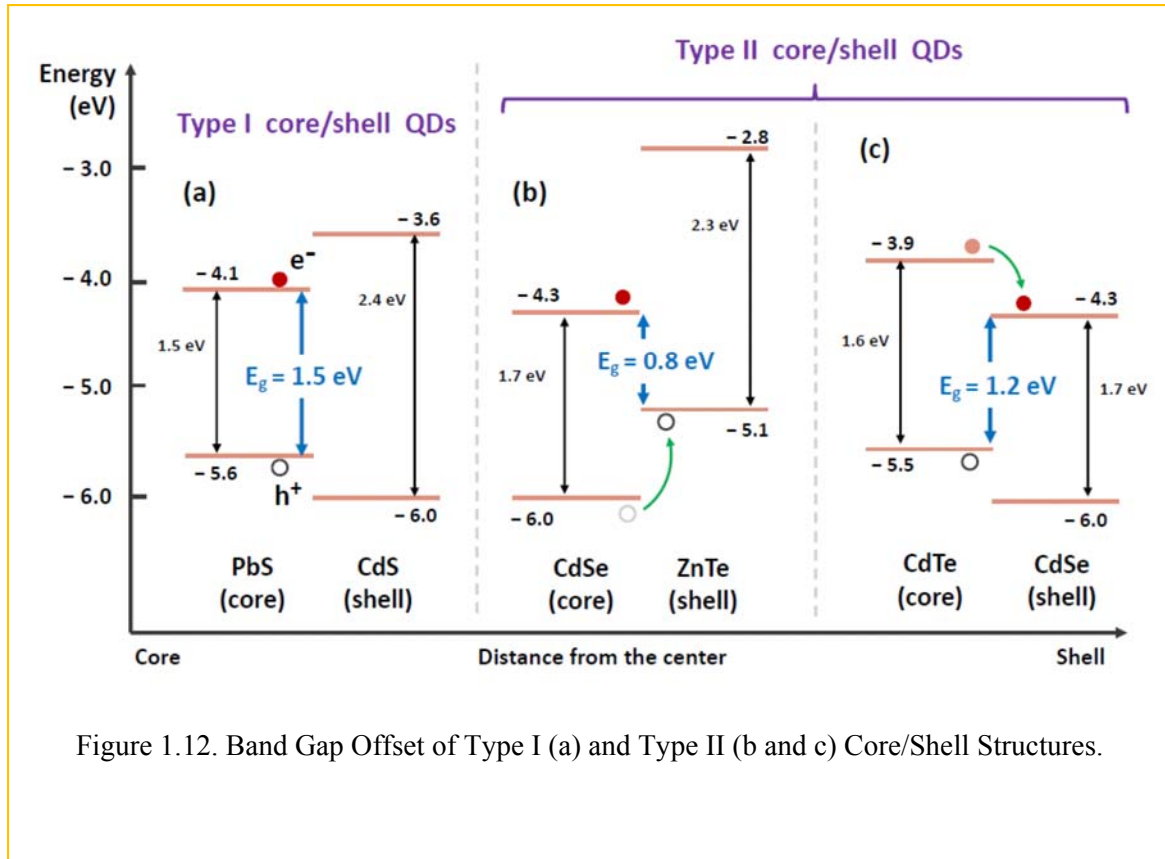 Type II core/shell QDs
Energy
(eV)
Type I core/shell QDs
– 3.0
– 4.0
– 5.0
– 6.0
(a)
– 3.6
– 4.1
e⁻
2.4 eV
1.5 eV
E_g = 1.5 eV
– 5.6
h⁺
– 6.0
PbS
(core)
CdS
(shell)
(b)
– 2.8
2.3 eV
– 4.3
E_g = 0.8 eV
1.7 eV
– 5.1
– 6.0
CdSe
(core)
ZnTe
(shell)
(c)
– 3.9
– 4.3
1.6 eV
E_g = 1.2 eV
1.7 eV
– 5.5
– 6.0
CdTe
(core)
CdSe
(shell)
Core
Distance from the center
Shell
Figure 1.12. Band Gap Offset of Type I (a) and Type II (b and c) Core/Shell Structures.